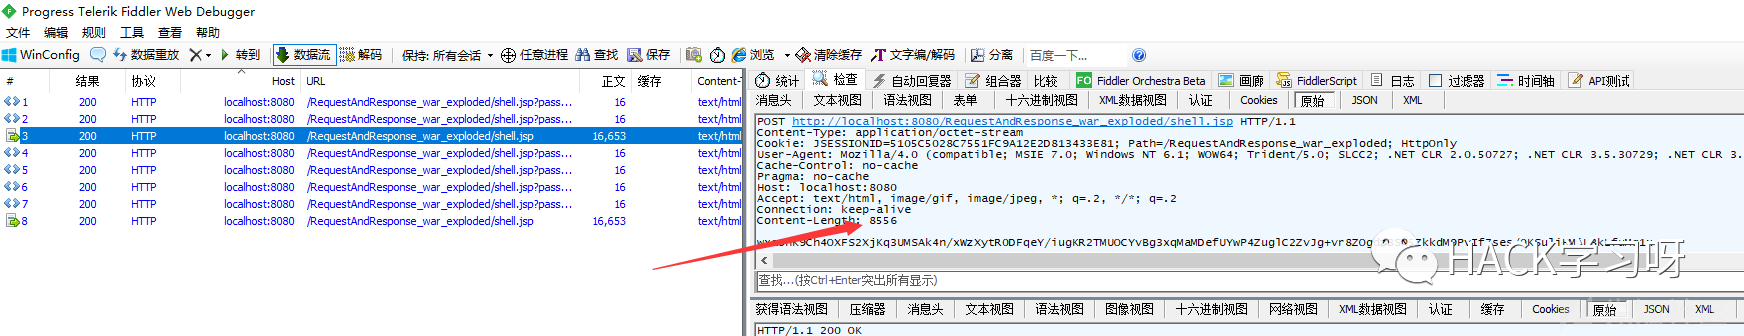 Progress Telerik Fiddler Web Debugger
文件 编辑 规则 工具 查看 帮助
WinConfig 数据重放 转到 数据流 解码 保持: 所有会话 任意进程 查找 保存 浏览 清除缓存 文字编/解码 分离 百度一下...
# 结果 协议 Host URL 正文 缓存 Content-T
1 200 HTTP localhost:8080 /RequestAndResponse_war_exploded/shell.jsp?pass... 16 text/html
2 200 HTTP localhost:8080 /RequestAndResponse_war_exploded/shell.jsp?pass... 16 text/html
3 200 HTTP localhost:8080 /RequestAndResponse_war_exploded/shell.jsp 16,653 text/html
4 200 HTTP localhost:8080 /RequestAndResponse_war_exploded/shell.jsp?pass... 16 text/html
5 200 HTTP localhost:8080 /RequestAndResponse_war_exploded/shell.jsp?pass... 16 text/html
6 200 HTTP localhost:8080 /RequestAndResponse_war_exploded/shell.jsp?pass... 16 text/html
7 200 HTTP localhost:8080 /RequestAndResponse_war_exploded/shell.jsp?pass... 16 text/html
8 200 HTTP localhost:8080 /RequestAndResponse_war_exploded/shell.jsp 16,653 text/html
统计 检查 自动回复器 组合器 比较 FO Fiddler Orchestra Beta 画廊 FiddlerScript 日志 过滤器 时间轴 API测试
消息头 文本视图 语法视图 表单 十六进制视图 XML数据视图 认证 Cookies 原始 JSON XML
POST http://localhost:8080/RequestAndResponse_war_exploded/shell.jsp HTTP/1.1
Content-Type: application/octet-stream
Cookie: JSESSIONID=5105C5028C7551FC9A12E2D813433E81; Path=/RequestAndResponse_war_exploded; HttpOnly
User-Agent: Mozilla/4.0 (compatible; MSIE 7.0; Windows NT 6.1; WOW64; Trident/5.0; SLCC2; .NET CLR 2.0.50727; .NET CLR 3.5.30729; .NET CLR 3.
Cache-Control: no-cache
Pragma: no-cache
Host: localhost:8080
Accept: text/html, image/gif, image/jpeg, *; q=.2, */*; q=.2
Connection: keep-alive
Content-Length: 8556
HACK学习呀
查找...(按Ctrl+Enter突出所有显示)
获得语法视图 压缩器 消息头 文本视图 语法视图 图像视图 十六进制视图 网络视图 XML数据视图 认证 缓存 Cookies 原始 JSON XML
HTTP/1.1 200 OK